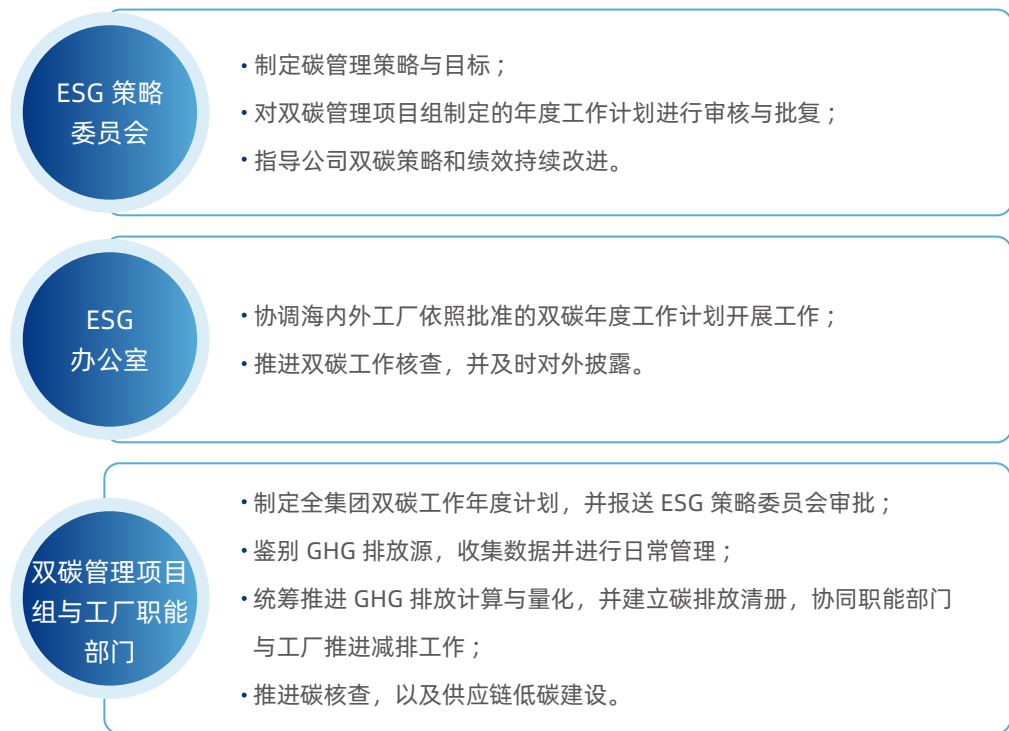 ESG 策略
委员会
• 制定碳管理策略与目标；
• 对双碳管理项目组制定的年度工作计划进行审核与批复；
• 指导公司双碳策略和绩效持续改进。
ESG
办公室
• 协调海内外工厂依照批准的双碳年度工作计划开展工作；
• 推进双碳工作核查，并及时对外披露。
双碳管理项目
组与工厂职能
部门
• 制定全集团双碳工作年度计划，并报送 ESG 策略委员会审批；
• 鉴别 GHG 排放源，收集数据并进行日常管理；
• 统筹推进 GHG 排放计算与量化，并建立碳排放清册，协同职能部门
与工厂推进减排工作；
• 推进碳核查，以及供应链低碳建设。